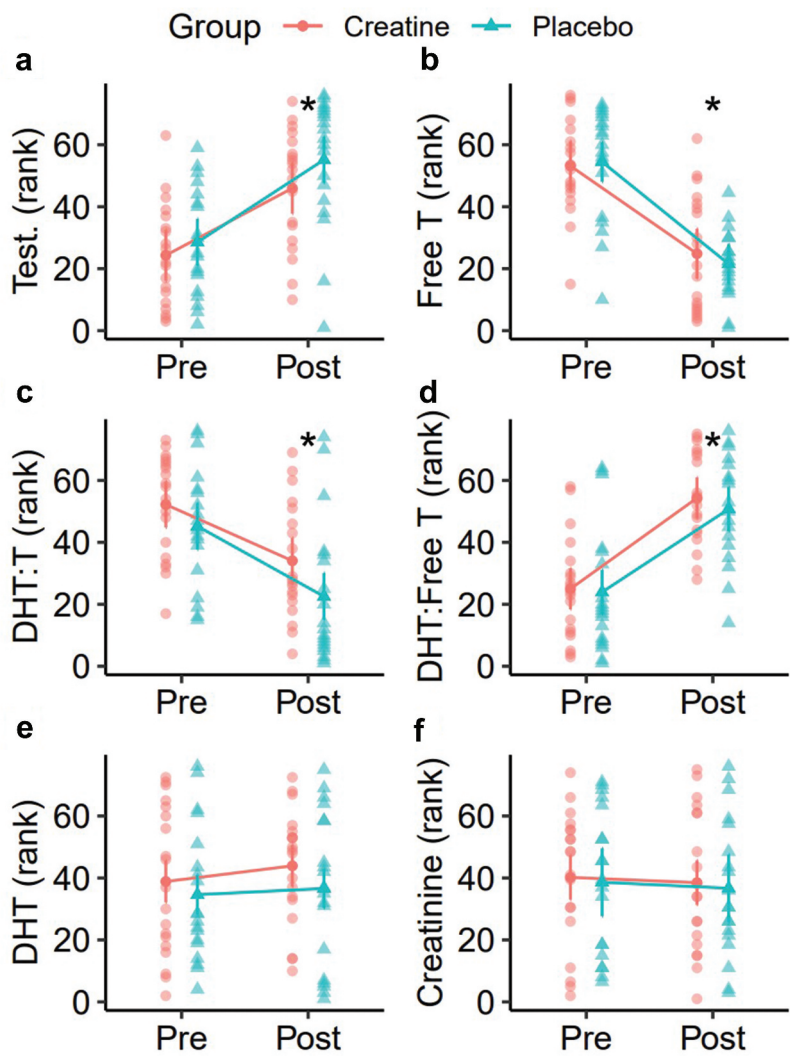 Group Creatine Placebo
a
b
Test. (rank)
60
40
20
0
*
Pre Post
Free T (rank)
60
40
20
0
*
Pre Post
c
d
DHT:T (rank)
60
40
20
0
*
Pre Post
DHT:Free T (rank)
60
40
20
0
*
Pre Post
e
f
DHT (rank)
60
40
20
0
Pre Post
Creatinine (rank)
60
40
20
0
Pre Post